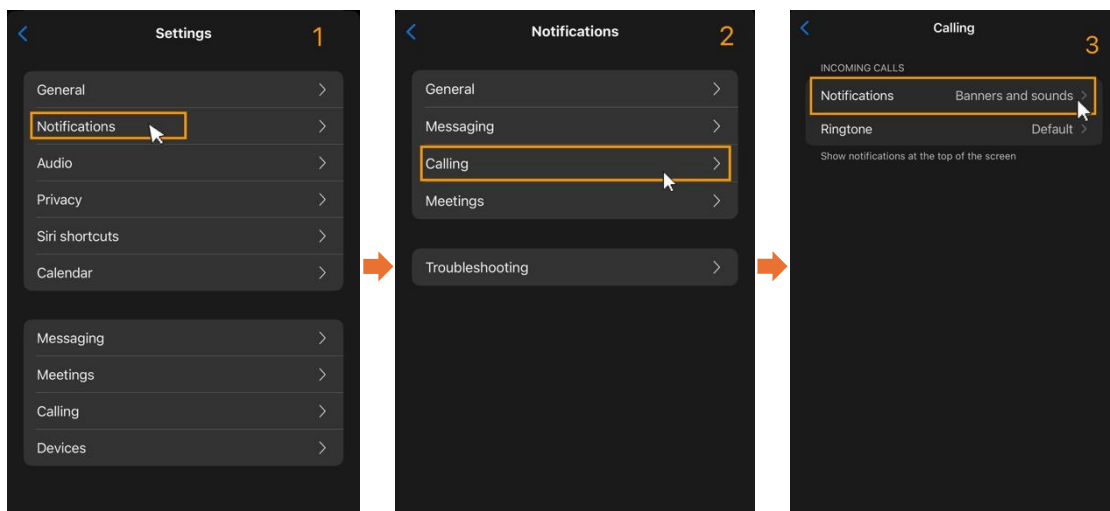 Settings
1
General
Notifications
Audio
Privacy
Siri shortcuts
Calendar
Messaging
Meetings
Calling
Devices
Notifications
2
General
Messaging
Calling
Meetings
Troubleshooting
Calling
3
INCOMING CALLS
Notifications Banners and sounds
Ringtone Default
Show notifications at the top of the screen